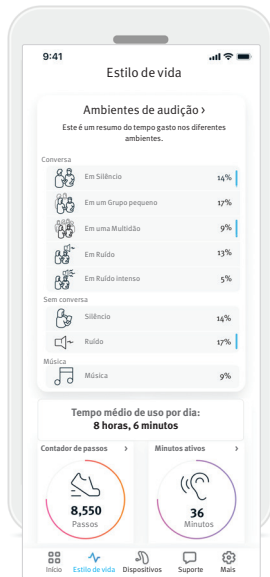 9:41
Estilo de vida
Ambientes de audição ›
Este é um resumo do tempo gasto nos diferentes
ambientes.
Conversa
Em Silêncio 14%
Em um Grupo pequeno 17%
Em uma Multidão 9%
Em Ruído 13%
Em Ruído intenso 5%
Sem conversa
Silêncio 14%
Ruído 17%
Música
Música 9%
Tempo médio de uso por dia:
8 horas, 6 minutos
Contador de passos › Minutos ativos ›
8,550 36
Passos Minutos
Início Estilo de vida Dispositivos Suporte Mais